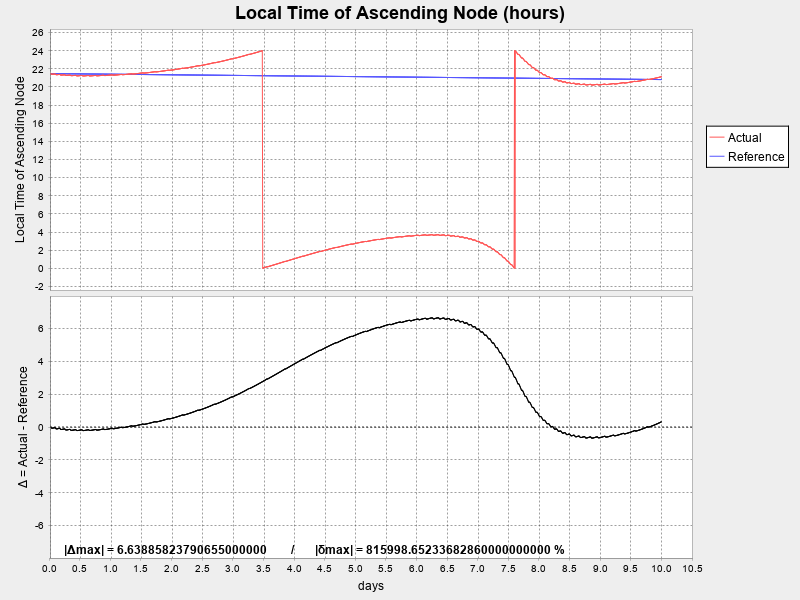 Local Time of Ascending Node (hours)
Local Time of Ascending Node
26
24
22
20
18
16
14
12
10
8
6
4
2
0
-2
Actual
Reference
Δ = Actual - Reference
6
4
2
0
-2
-4
-6
|Δmax| = 6.63885823790655000000 / |δmax| = 815998.65233682860000000000 %
0.0 0.5 1.0 1.5 2.0 2.5 3.0 3.5 4.0 4.5 5.0 5.5 6.0 6.5 7.0 7.5 8.0 8.5 9.0 9.5 10.0 10.5
days